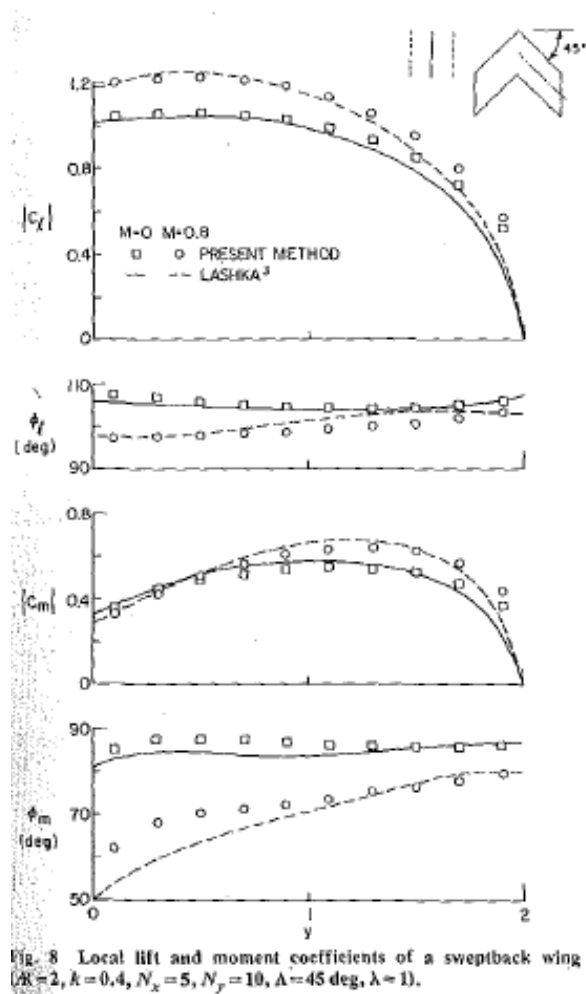 45°
1.2
0.8
|Cℓ|
M=0 M=0.8
□ ○ PRESENT METHOD
— --- LASHKA³
0.4
0
110
ϕℓ
(deg)
90
0.8
|Cm|
0.4
0
90
ϕm
70
(deg)
50
0 1 2
y
Fig. 8 Local lift and moment coefficients of a sweptback wing
(AR=2, k=0.4, Nx=5, Ny=10, Λ=45 deg, λ=1).